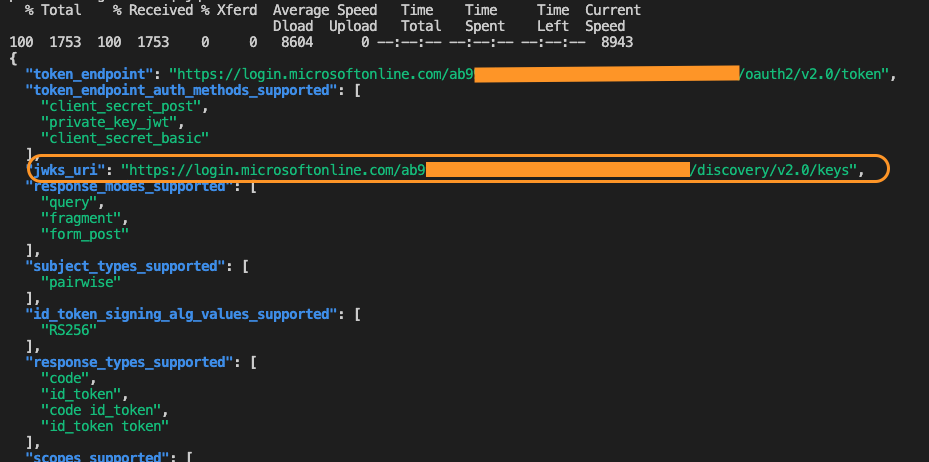 % Total % Received % Xferd Average Speed Time Time Time Current
Dload Upload Total Spent Left Speed
100 1753 100 1753 0 0 8604 0 --:--:-- --:--:-- --:--:-- 8943
{
"token_endpoint": "https://login.microsoftonline.com/ab9 /oauth2/v2.0/token",
"token_endpoint_auth_methods_supported": [
"client_secret_post",
"private_key_jwt",
"client_secret_basic"
],
"jwks_uri": "https://login.microsoftonline.com/ab9 /discovery/v2.0/keys",
"response_modes_supported": [
"query",
"fragment",
"form_post"
],
"subject_types_supported": [
"pairwise"
],
"id_token_signing_alg_values_supported": [
"RS256"
],
"response_types_supported": [
"code",
"id_token",
"code id_token",
"id_token token"
],
"scopes_supported": [